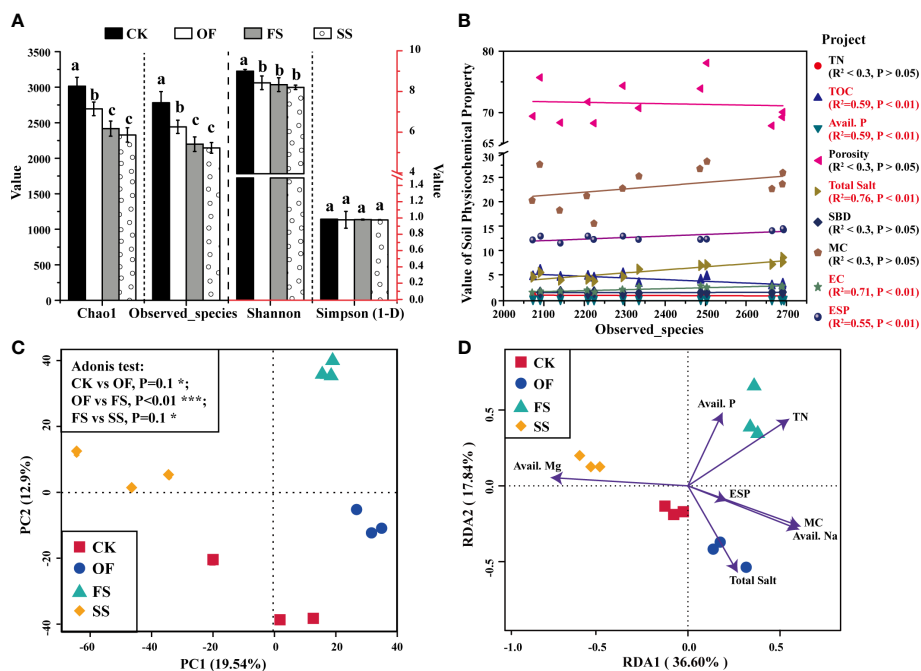 A
CK OF FS SS
3500
3000
2500
2000
1500
1000
500
0
Value
a
b
c
c
a
b
c
c
a
b
b
b
a a a a
10
8
6
4
1.4
1.2
1.0
0.8
0.6
0.4
0.2
0.0
Value
Chao1 Observed_species Shannon Simpson (1-D)
B
80
75
70
65
30
25
20
15
10
5
0
Value of Soil Physicochemical Property
2000 2100 2200 2300 2400 2500 2600 2700 2800
Observed_species
Project
TN
(R² < 0.3, P > 0.05)
TOC
(R²=0.59, P < 0.01)
Avail. P
(R²=0.59, P < 0.01)
Porosity
(R² < 0.3, P > 0.05)
Total Salt
(R²=0.76, P < 0.01)
SBD
(R² < 0.3, P > 0.05)
MC
(R² < 0.3, P > 0.05)
EC
(R²=0.71, P < 0.01)
ESP
(R²=0.55, P < 0.01)
C
Adonis test:
CK vs OF, P=0.1 *;
OF vs FS, P<0.01 ***;
FS vs SS, P=0.1 *
40
20
0
-20
-40
PC2 (12.9%)
CK
OF
FS
SS
-60 -40 -20 0 20 40
PC1 (19.54%)
D
CK
OF
FS
SS
0.5
0.0
-0.5
RDA2 ( 17.84%)
Avail. P
TN
Avail. Mg
ESP
MC
Avail. Na
Total Salt
-1.0 -0.5 0.0 0.5 1.0
RDA1 ( 36.60%)